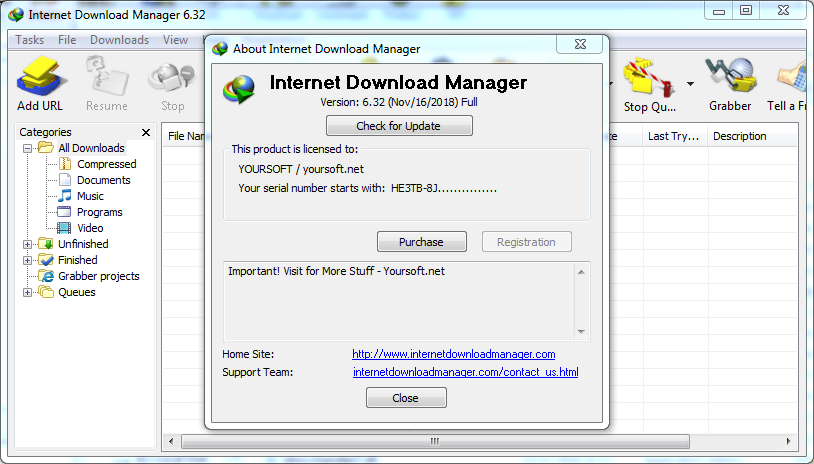 Internet Download Manager 6.32
Tasks File Downloads View
About Internet Download Manager
Internet Download Manager
Version: 6.32 (Nov/16/2018) Full
Check for Update
This product is licensed to:
YOURSOFT / yoursoft.net
Your serial number starts with: HE3TB-8J...............
Purchase
Registration
Important! Visit for More Stuff - Yoursoft.net
Home Site:
http://www.internetdownloadmanager.com
Support Team:
internetdownloadmanager.com/contact_us.html
Close
Add URL
Resume
Stop
Stop Qu...
Grabber
Tell a Fr
Categories
All Downloads
Compressed
Documents
Music
Programs
Video
Unfinished
Finished
Grabber projects
Queues
File Nam
Last Try...
Description